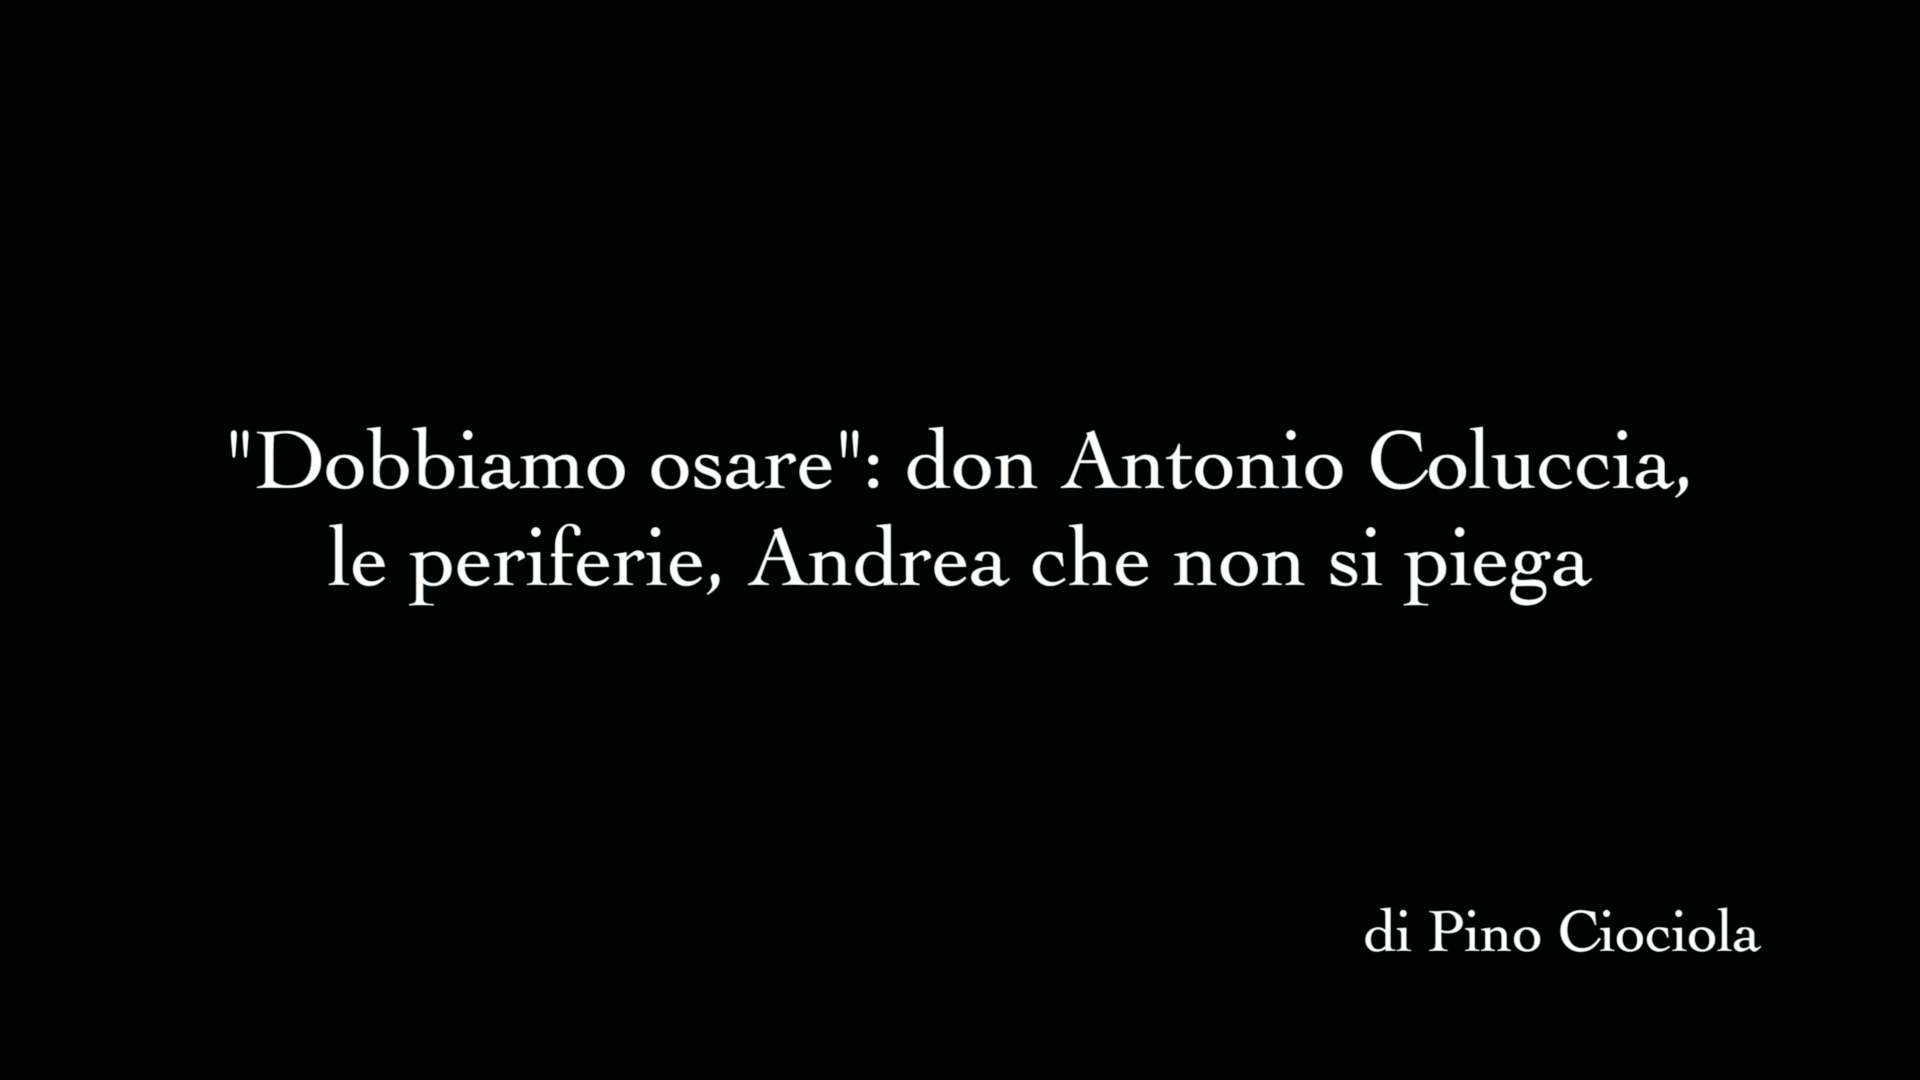 "Dobbiamo osare": don Antonio Coluccia,
le periferie, Andrea che non si piega
di Pino Ciociola